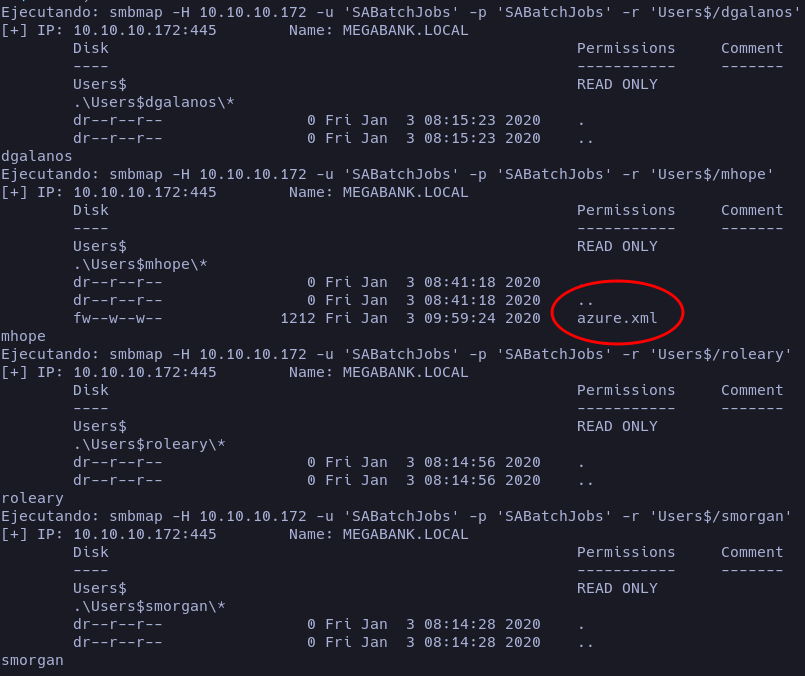 Ejecutando: smbmap -H 10.10.10.172 -u 'SABatchJobs' -p 'SABatchJobs' -r 'Users$/dgalanos'
[+] IP: 10.10.10.172:445        Name: MEGABANK.LOCAL
        Disk                                                    Permissions     Comment
        ----                                                    -----------     -------
        Users$                                                  READ ONLY
        .\Users$dgalanos\*
        dr--r--r--                0 Fri Jan  3 08:15:23 2020    .
        dr--r--r--                0 Fri Jan  3 08:15:23 2020    ..
dgalanos
Ejecutando: smbmap -H 10.10.10.172 -u 'SABatchJobs' -p 'SABatchJobs' -r 'Users$/mhope'
[+] IP: 10.10.10.172:445        Name: MEGABANK.LOCAL
        Disk                                                    Permissions     Comment
        ----                                                    -----------     -------
        Users$                                                  READ ONLY
        .\Users$mhope\*
        dr--r--r--                0 Fri Jan  3 08:41:18 2020
        dr--r--r--                0 Fri Jan  3 08:41:18 2020    ..
        fw--w--w--             1212 Fri Jan  3 09:59:24 2020    azure.xml
mhope
Ejecutando: smbmap -H 10.10.10.172 -u 'SABatchJobs' -p 'SABatchJobs' -r 'Users$/roleary'
[+] IP: 10.10.10.172:445        Name: MEGABANK.LOCAL
        Disk                                                    Permissions     Comment
        ----                                                    -----------     -------
        Users$                                                  READ ONLY
        .\Users$roleary\*
        dr--r--r--                0 Fri Jan  3 08:14:56 2020    .
        dr--r--r--                0 Fri Jan  3 08:14:56 2020    ..
roleary
Ejecutando: smbmap -H 10.10.10.172 -u 'SABatchJobs' -p 'SABatchJobs' -r 'Users$/smorgan'
[+] IP: 10.10.10.172:445        Name: MEGABANK.LOCAL
        Disk                                                    Permissions     Comment
        ----                                                    -----------     -------
        Users$                                                  READ ONLY
        .\Users$smorgan\*
        dr--r--r--                0 Fri Jan  3 08:14:28 2020    .
        dr--r--r--                0 Fri Jan  3 08:14:28 2020    ..
smorgan